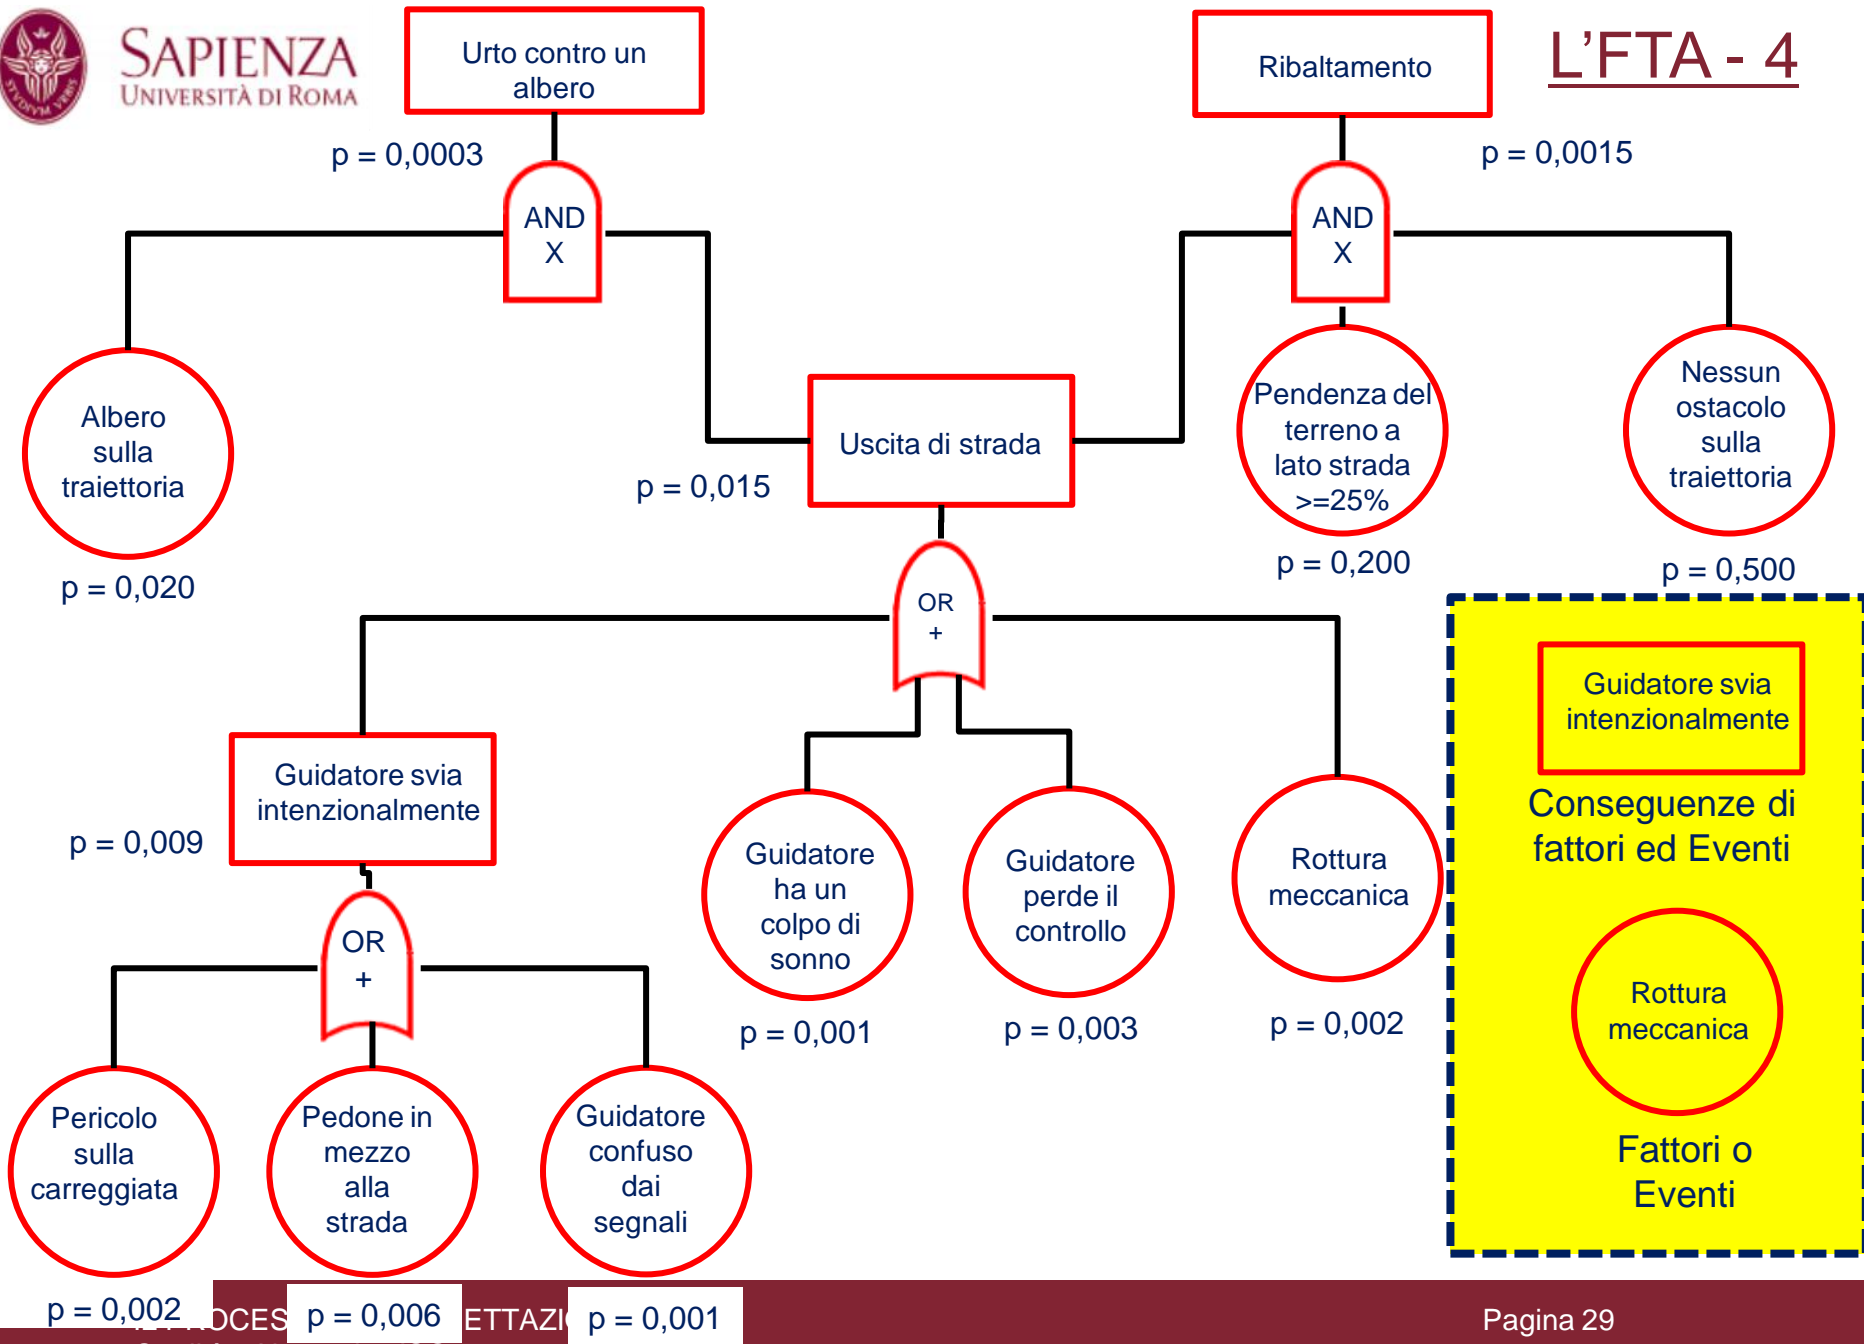 SAPIENZA
UNIVERSITÀ DI ROMA
L'FTA - 4
Urto contro un
albero
p = 0,0003
Ribaltamento
p = 0,0015
AND
X
AND
X
Albero
sulla
traiettoria
p = 0,020
Uscita di strada
p = 0,015
Pendenza del
terreno a
lato strada
>=25%
p = 0,200
Nessun
ostacolo
sulla
traiettoria
p = 0,500
OR
+
Guidatore svia
intenzionalmente
p = 0,009
Guidatore
ha un
colpo di
sonno
p = 0,001
Guidatore
perde il
controllo
p = 0,003
Rottura
meccanica
p = 0,002
OR
+
Pericolo
sulla
carreggiata
p = 0,002
Pedone in
mezzo
alla
strada
p = 0,006
Guidatore
confuso
dai
segnali
p = 0,001
Guidatore svia
intenzionalmente
Conseguenze di
fattori ed Eventi
Rottura
meccanica
Fattori o
Eventi
Pagina 29